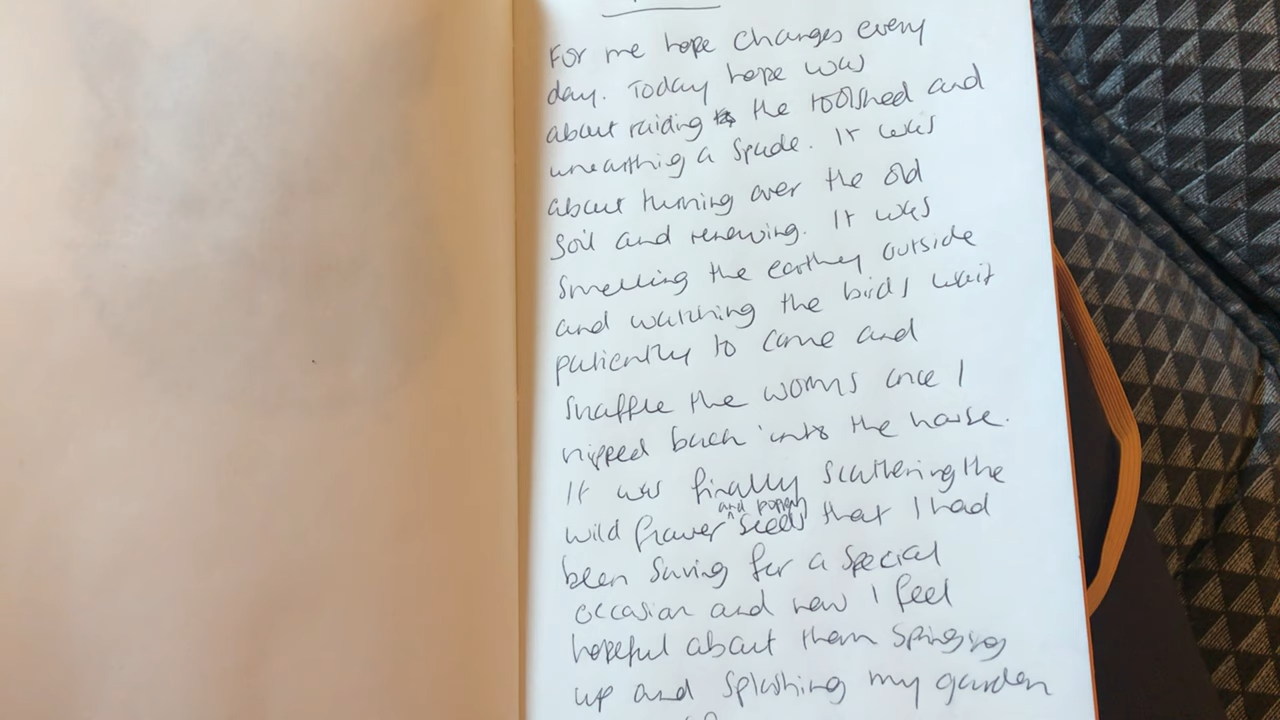 For me hope changes every
day. Today hope was
about raiding the toolshed and
unearthing a spade. It was
about turning over the old
soil and renewing. It was
smelling the earthy outside
and watching the birds wait
patiently to come and
snaffle the worms once I
nipped back into the house.
It was finally scattering the
wild flower and poppy seeds that I had
been saving for a special
occasion and now I feel
hopeful about them springing
up and splashing my garden